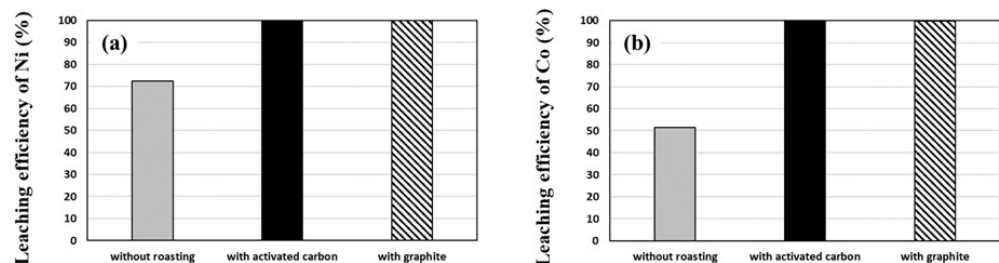 Leaching efficiency of Ni (%)
(a)
100
90
80
70
60
50
40
30
20
10
0
without roasting
with activated carbon
with graphite
Leaching efficiency of Co (%)
(b)
100
90
80
70
60
50
40
30
20
10
0
without roasting
with activated carbon
with graphite